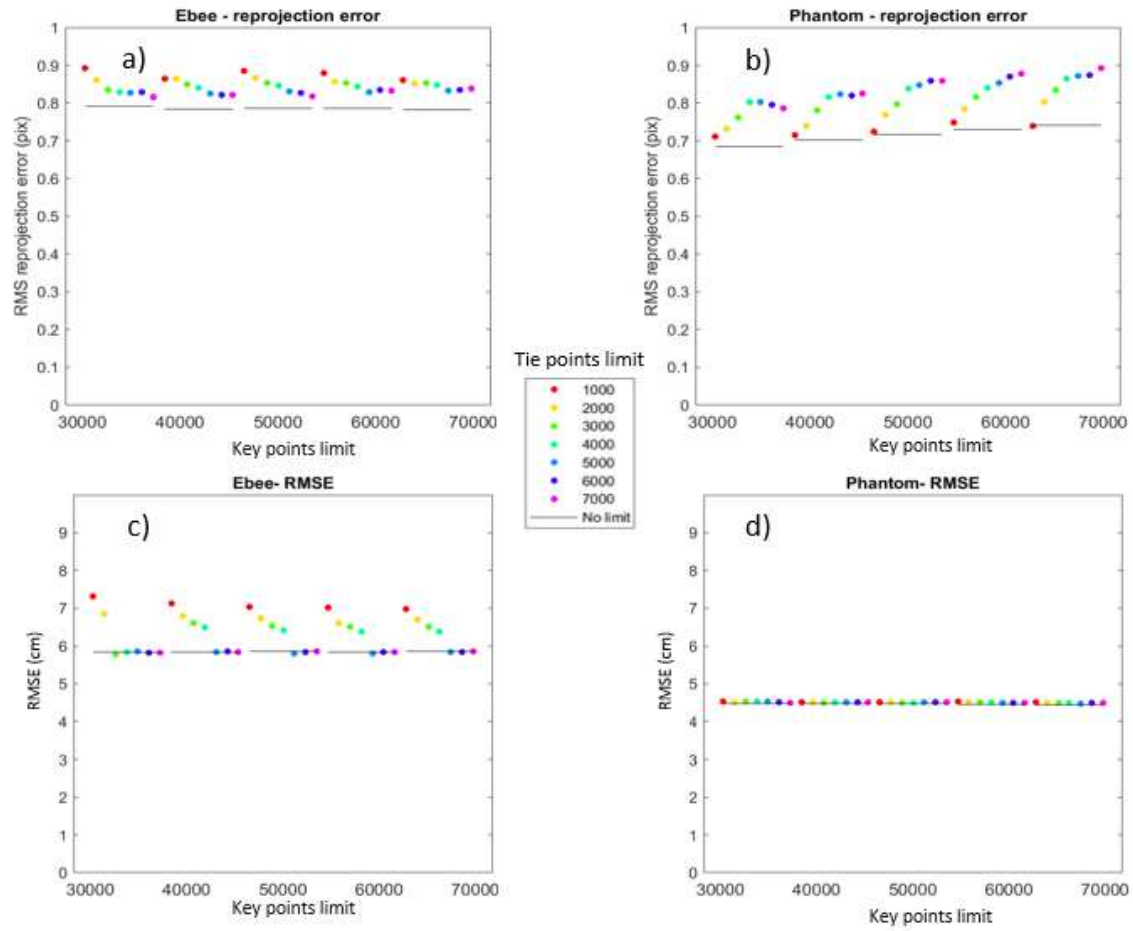 Ebee - reprojection error
a)
1
0.9
0.8
0.7
0.6
0.5
0.4
0.3
0.2
0.1
0
RMS reprojection error (pix)
30000 40000 50000 60000 70000
Key points limit
Phantom - reprojection error
b)
1
0.9
0.8
0.7
0.6
0.5
0.4
0.3
0.2
0.1
0
RMS reprojection error (pix)
30000 40000 50000 60000 70000
Key points limit
Tie points limit
1000
2000
3000
4000
5000
6000
7000
No limit
Ebee- RMSE
c)
9
8
7
6
5
4
3
2
1
0
RMSE (cm)
30000 40000 50000 60000 70000
Key points limit
Phantom- RMSE
d)
9
8
7
6
5
4
3
2
1
0
RMSE (cm)
30000 40000 50000 60000 70000
Key points limit